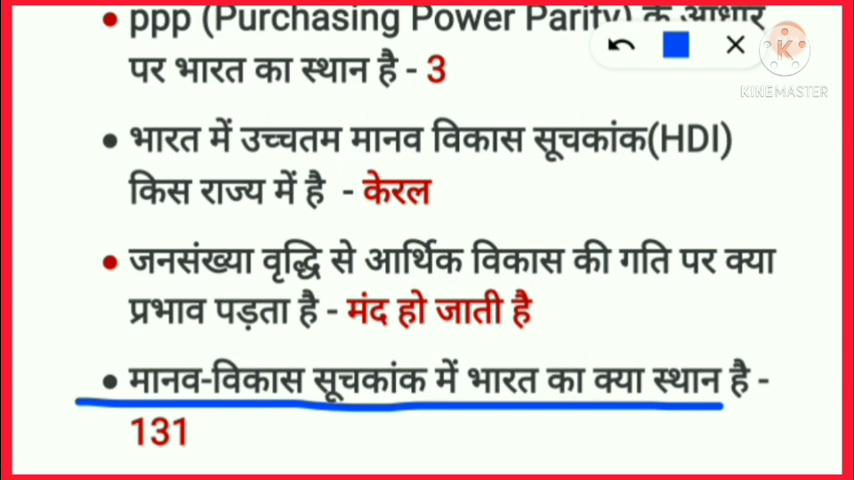 • ppp (Purchasing Power Parity) के आधार
पर भारत का स्थान है - 3
• भारत में उच्चतम मानव विकास सूचकांक(HDI)
किस राज्य में है - केरल
• जनसंख्या वृद्धि से आर्थिक विकास की गति पर क्या
प्रभाव पड़ता है - मंद हो जाती है
• मानव-विकास सूचकांक में भारत का क्या स्थान है -
131
K
KINEMASTER